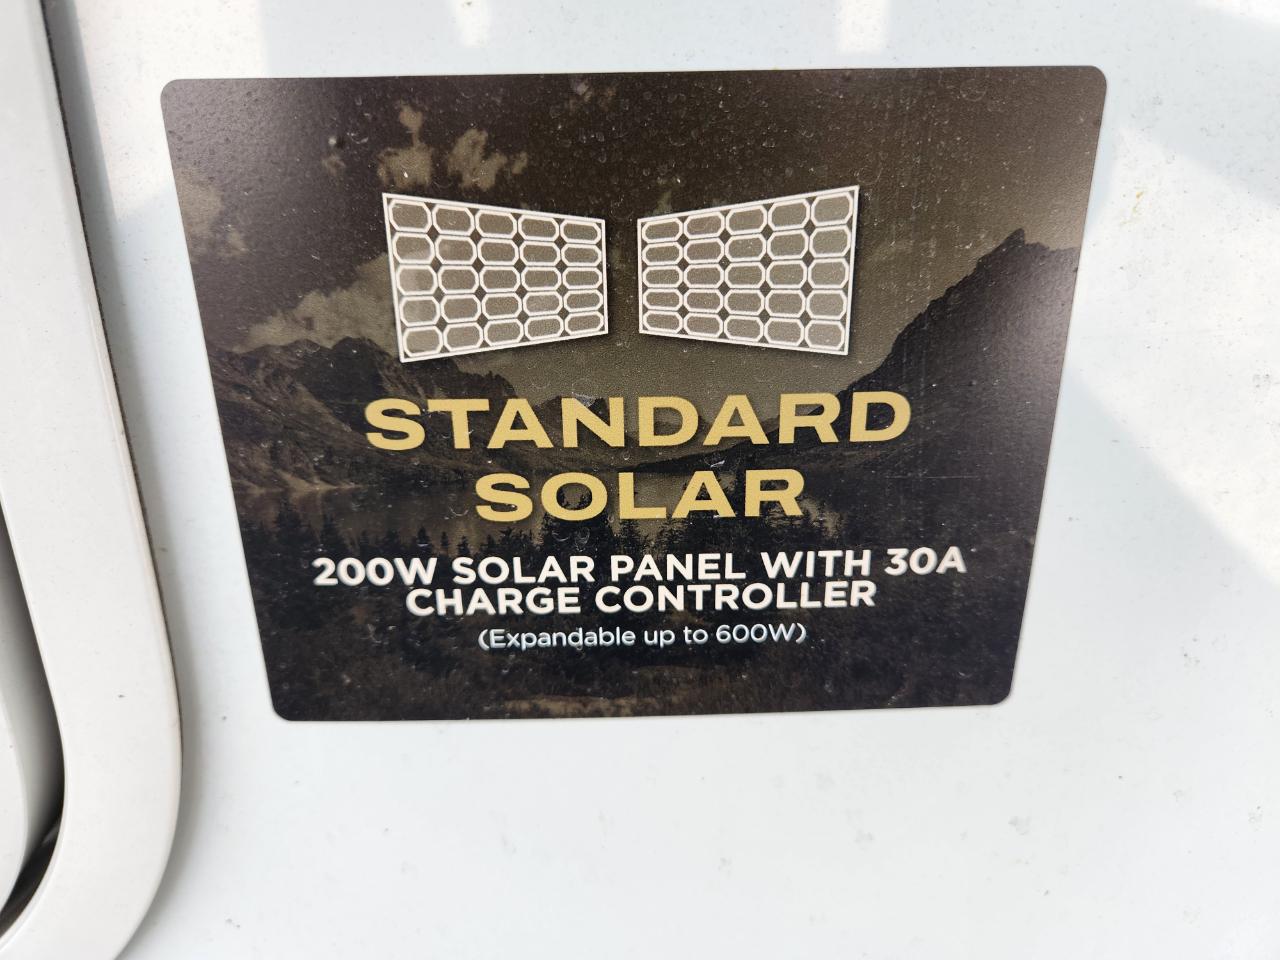 STANDARD
SOLAR
200W SOLAR PANEL WITH 30A
CHARGE CONTROLLER
(Expandable up to 600W)